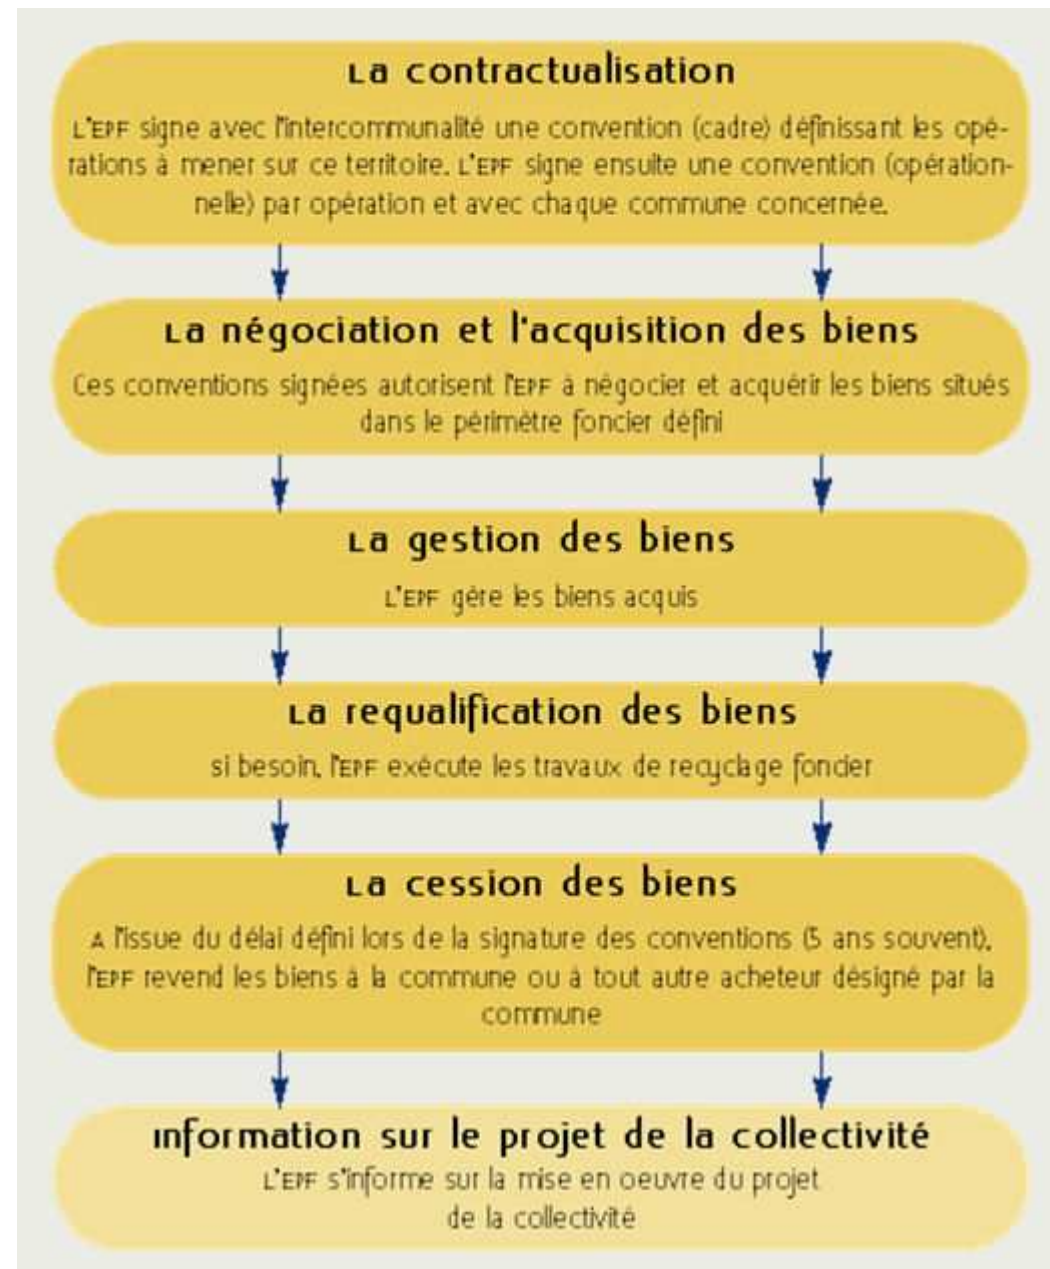 La contractualisation
L'EPF signe avec l'intercommunalité une convention (cadre) définissant les opé-
rations à mener sur ce territoire. L'EPF signe ensuite une convention (opération-
nelle) par opération et avec chaque commune concernée.
La négociation et l'acquisition des biens
Ces conventions signées autorisent l'EPF à négocier et acquérir les biens situés
dans le périmètre foncier défini
La gestion des biens
L'EPF gère les biens acquis
La requalification des biens
si besoin, l'EPF exécute les travaux de recyclage foncier
La cession des biens
A l'issue du délai défini lors de la signature des conventions (5 ans souvent),
l'EPF revend les biens à la commune ou à tout autre acheteur désigné par la
commune
Information sur le projet de la collectivité
L'EPF s'informe sur la mise en oeuvre du projet
de la collectivité